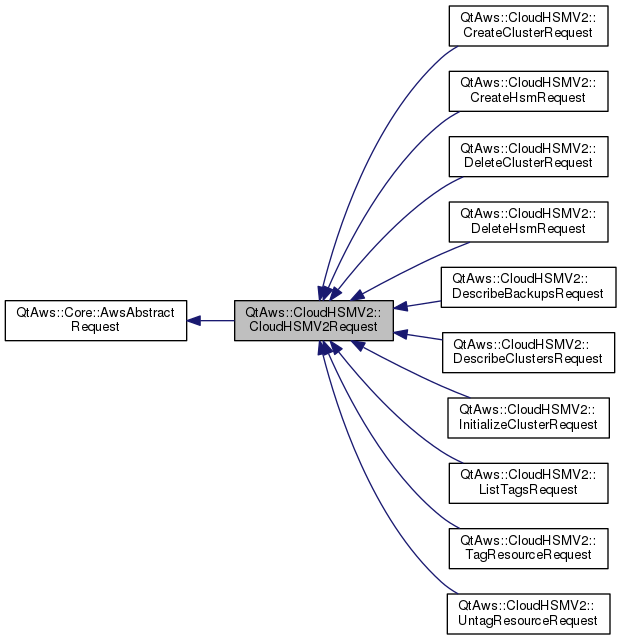 QtAws::CloudHSMV2::
CreateClusterRequest
QtAws::CloudHSMV2::
CreateHsmRequest
QtAws::CloudHSMV2::
DeleteClusterRequest
QtAws::CloudHSMV2::
DeleteHsmRequest
QtAws::CloudHSMV2::
DescribeBackupsRequest
QtAws::Core::AwsAbstract
Request
QtAws::CloudHSMV2::
CloudHSMV2Request
QtAws::CloudHSMV2::
DescribeClustersRequest
QtAws::CloudHSMV2::
InitializeClusterRequest
QtAws::CloudHSMV2::
ListTagsRequest
QtAws::CloudHSMV2::
TagResourceRequest
QtAws::CloudHSMV2::
UntagResourceRequest